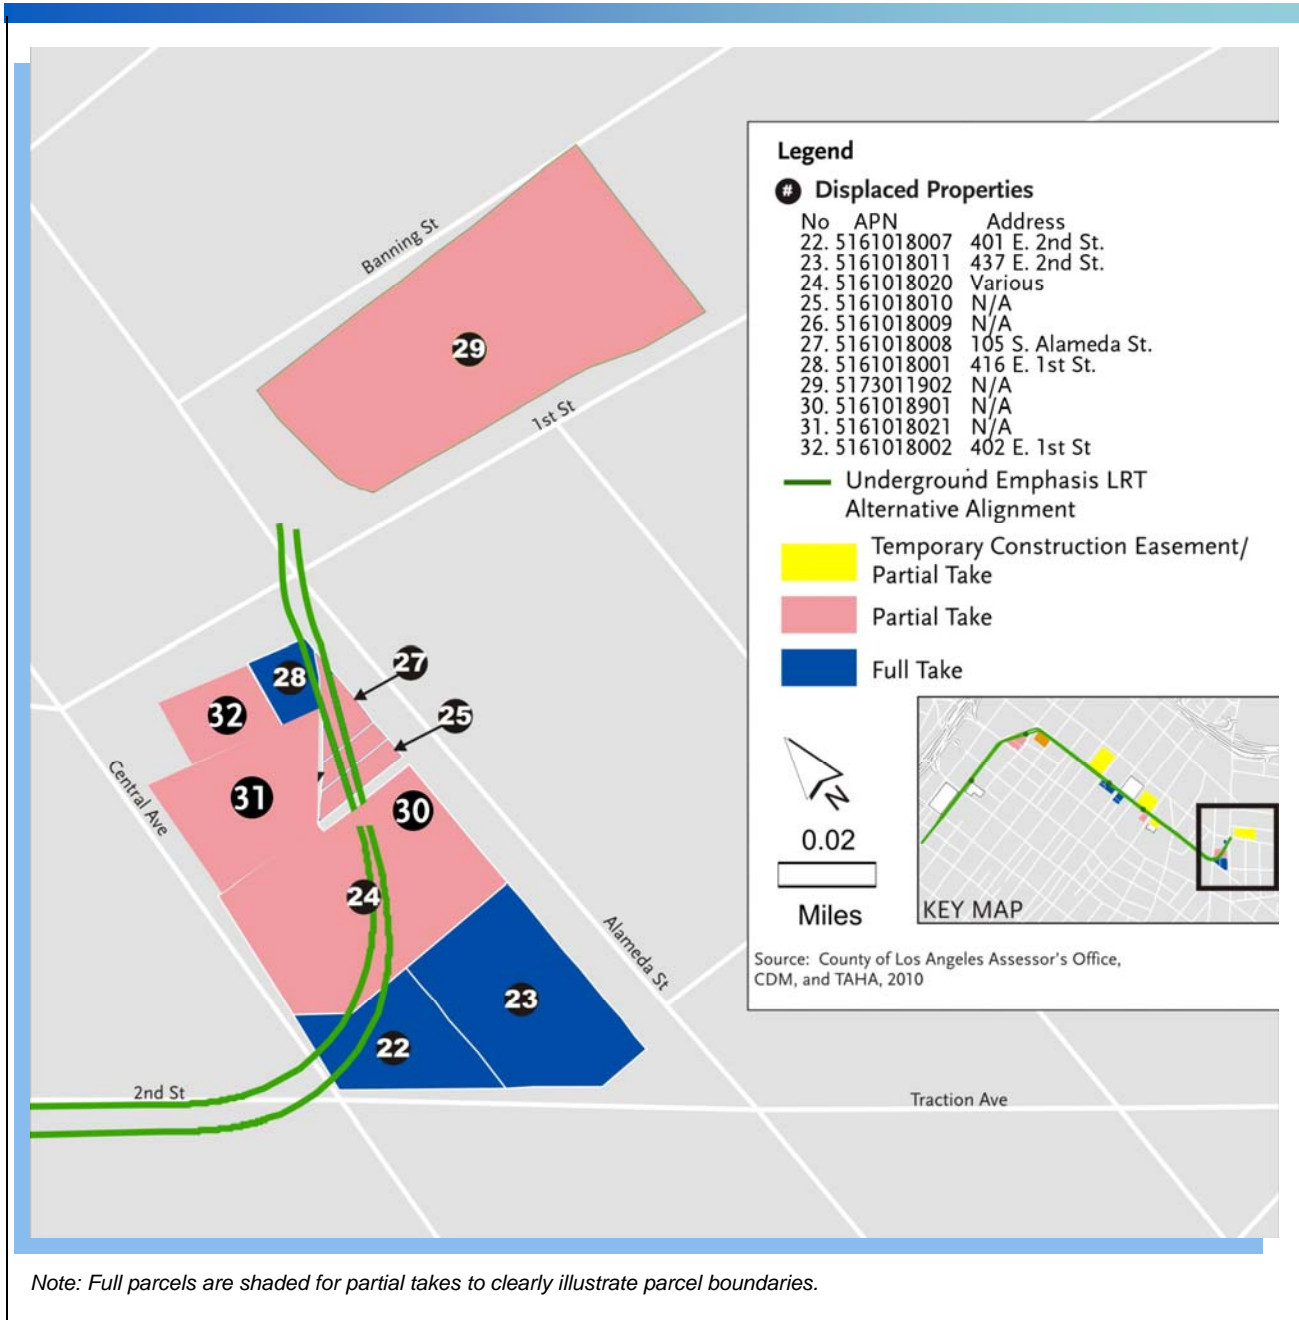 Legend
# Displaced Properties
No APN Address
22. 5161018007 401 E. 2nd St.
23. 5161018011 437 E. 2nd St.
24. 5161018020 Various
25. 5161018010 N/A
26. 5161018009 N/A
27. 5161018008 105 S. Alameda St.
28. 5161018001 416 E. 1st St.
29. 5173011902 N/A
30. 5161018901 N/A
31. 5161018021 N/A
32. 5161018002 402 E. 1st St
Underground Emphasis LRT
Alternative Alignment
Temporary Construction Easement/
Partial Take
Partial Take
Full Take
N
0.02
Miles
KEY MAP
Source: County of Los Angeles Assessor's Office,
CDM, and TAHA, 2010
Banning St
29
1st St
28
27
32
25
Central Ave
31
30
24
Alameda St
23
22
2nd St
Traction Ave
Note: Full parcels are shaded for partial takes to clearly illustrate parcel boundaries.